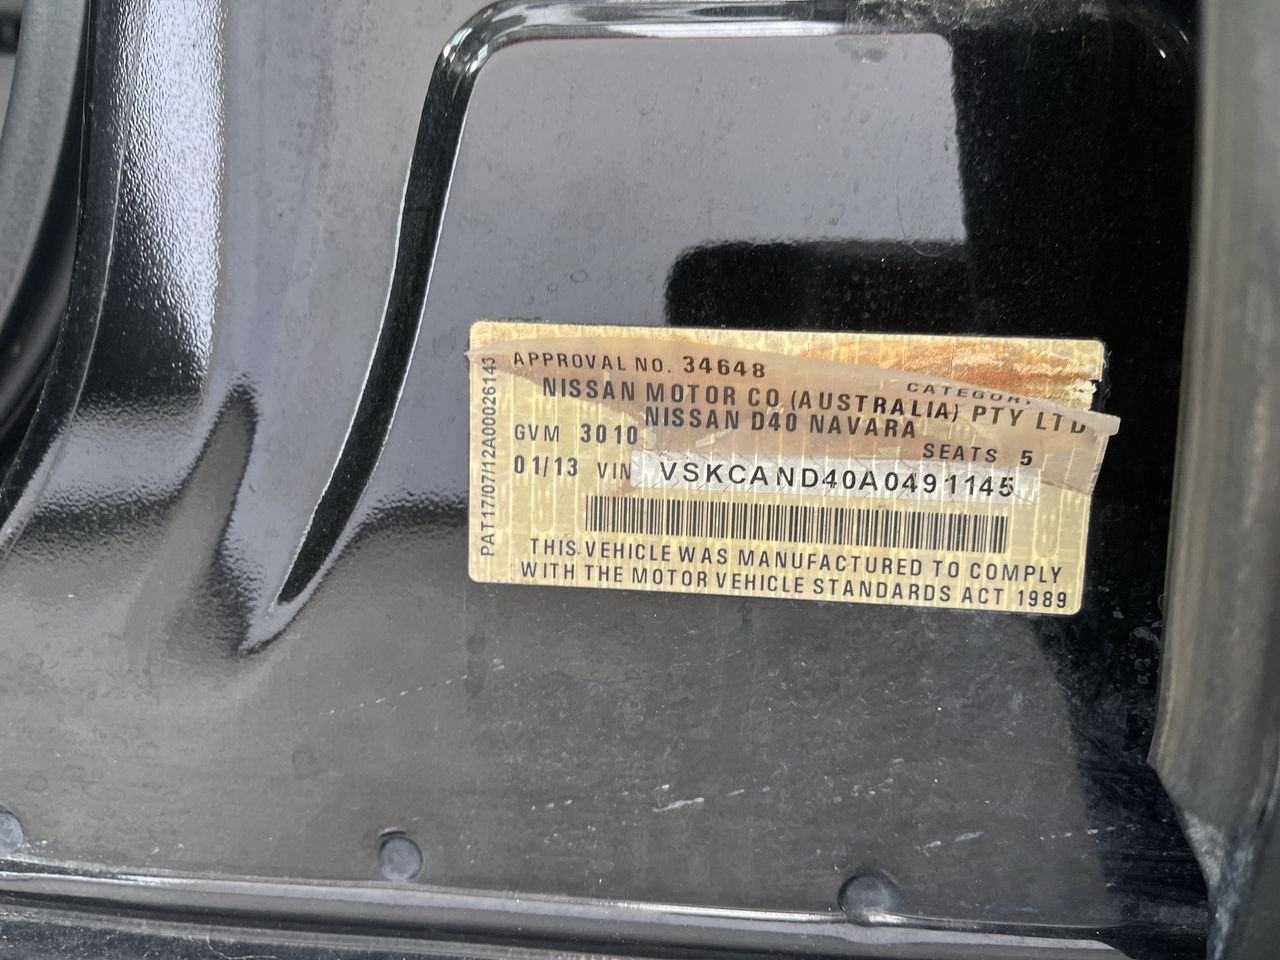 APPROVAL NO. 34648
CATEGORY
NISSAN MOTOR CO (AUSTRALIA) PTY LTD
NISSAN D40 NAVARA
GVM 3010
SEATS 5
01/13 VIN VSKCAND40A0491145
THIS VEHICLE WAS MANUFACTURED TO COMPLY
WITH THE MOTOR VEHICLE STANDARDS ACT 1989
PAT17/07/12A00026143